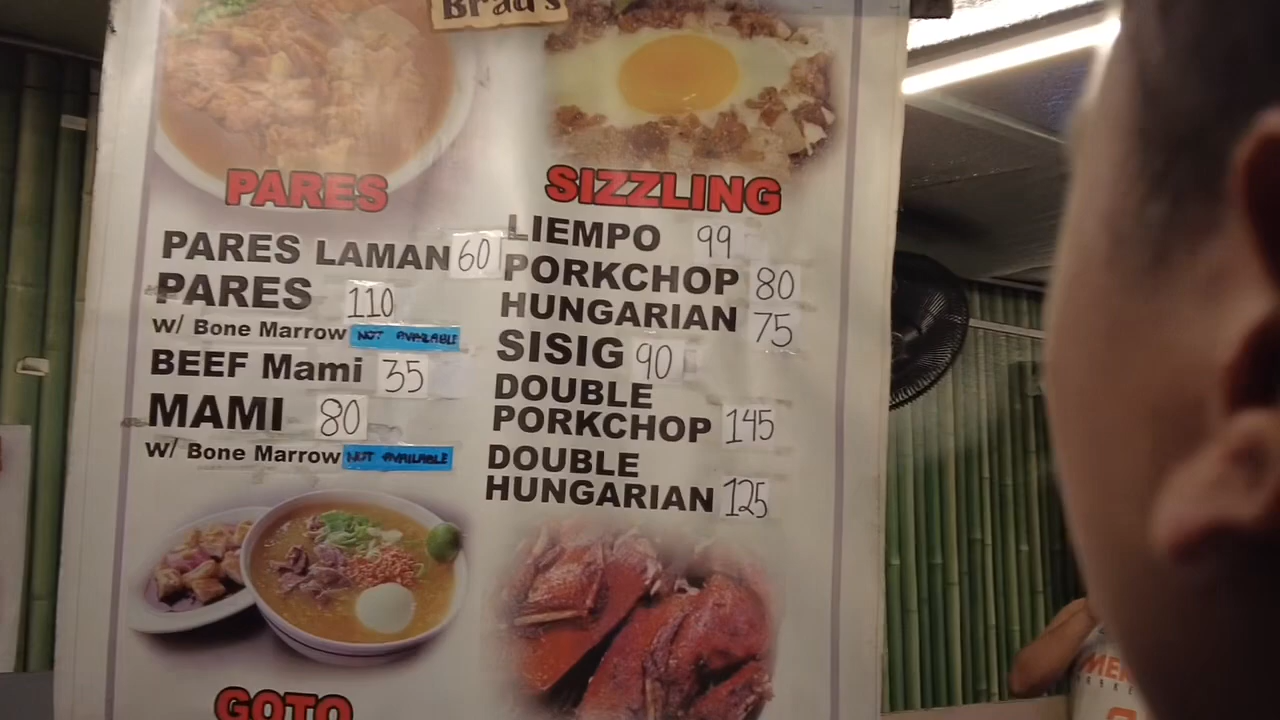 Brad's
PARES
PARES LAMAN 60
PARES 110
w/ Bone Marrow NOT AVAILABLE
BEEF Mami 35
MAMI 80
w/ Bone Marrow NOT AVAILABLE
GOTO
SIZZLING
LIEMPO 99
PORKCHOP 80
HUNGARIAN 75
SISIG 90
DOUBLE
PORKCHOP 145
DOUBLE
HUNGARIAN 125